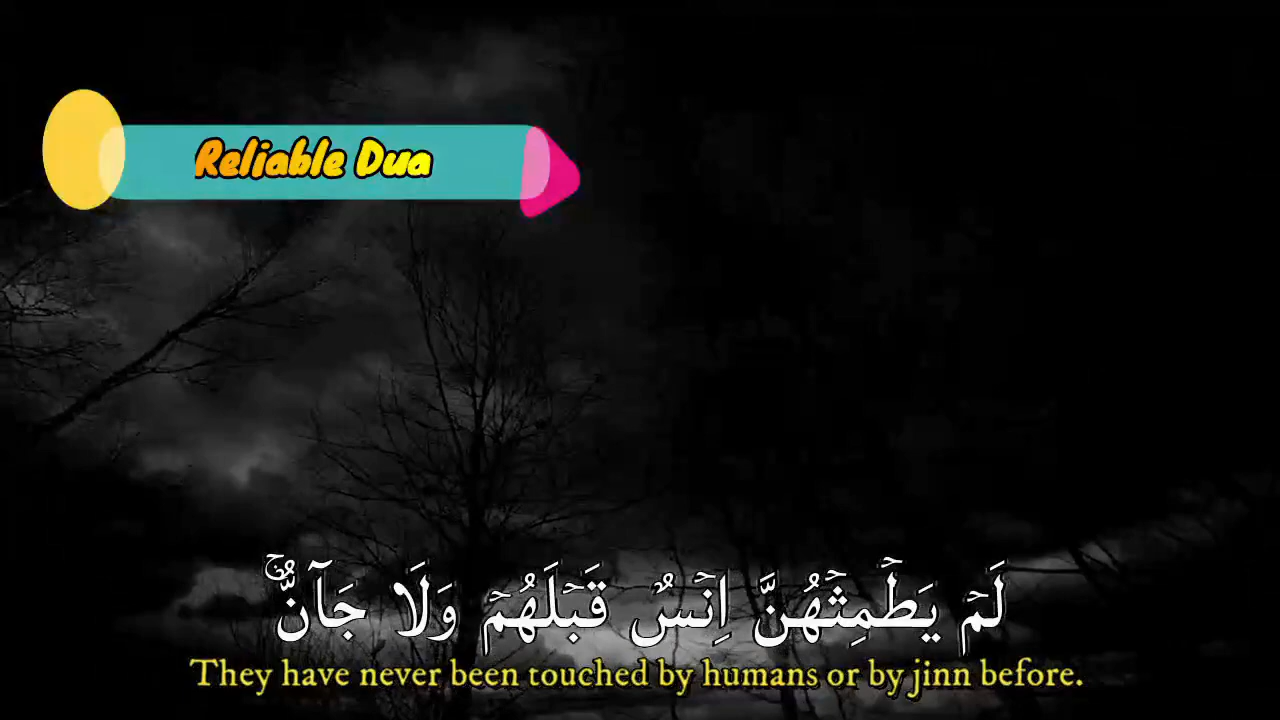 Reliable Dua
لَمۡ يَطۡمِثۡهُنَّ اِنۡسٌ قَبۡلَهُمۡ وَلَا جَآنٌّ​ۚ
They have never been touched by humans or by jinn before.